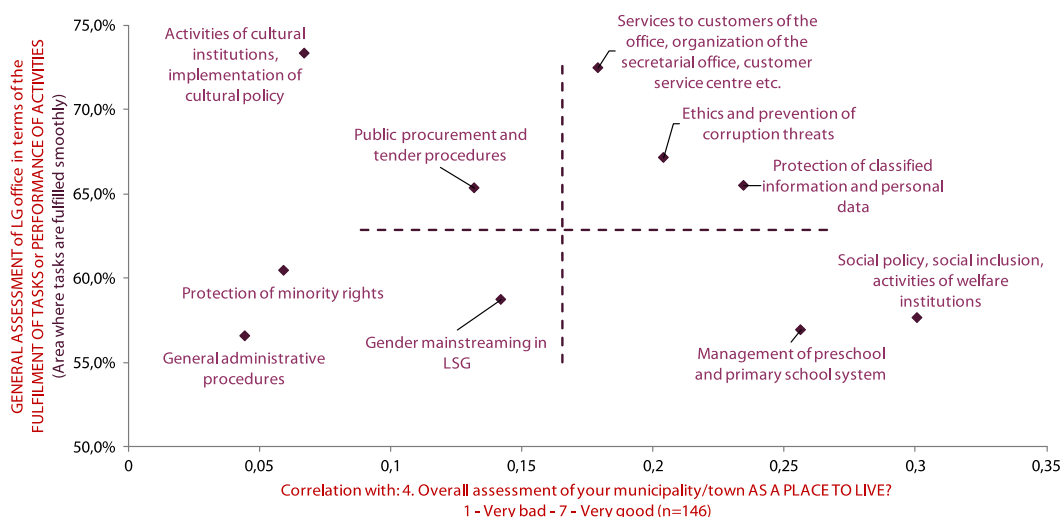 GENERAL ASSESSMENT of LG office in terms of the
FULFILMENT OF TASKS or PERFORMANCE OF ACTIVITIES
(Area where tasks are fulfilled smoothly)
75,0%
70,0%
65,0%
60,0%
55,0%
50,0%
Activities of cultural
institutions,
implementation of
cultural policy
Services to customers of the
office, organization of the
secretarial office, customer
service centre etc.
Public procurement and
tender procedures
Ethics and prevention of
corruption threats
Protection of classified
information and personal
data
Protection of minority rights
General administrative
procedures
Gender mainstreaming in
LSG
Social policy, social inclusion,
activities of welfare
institutions
Management of preschool
and primary school system
0
0,05
0,1
0,15
0,2
0,25
0,3
0,35
Correlation with: 4. Overall assessment of your municipality/town AS A PLACE TO LIVE?
1 - Very bad - 7 - Very good (n=146)